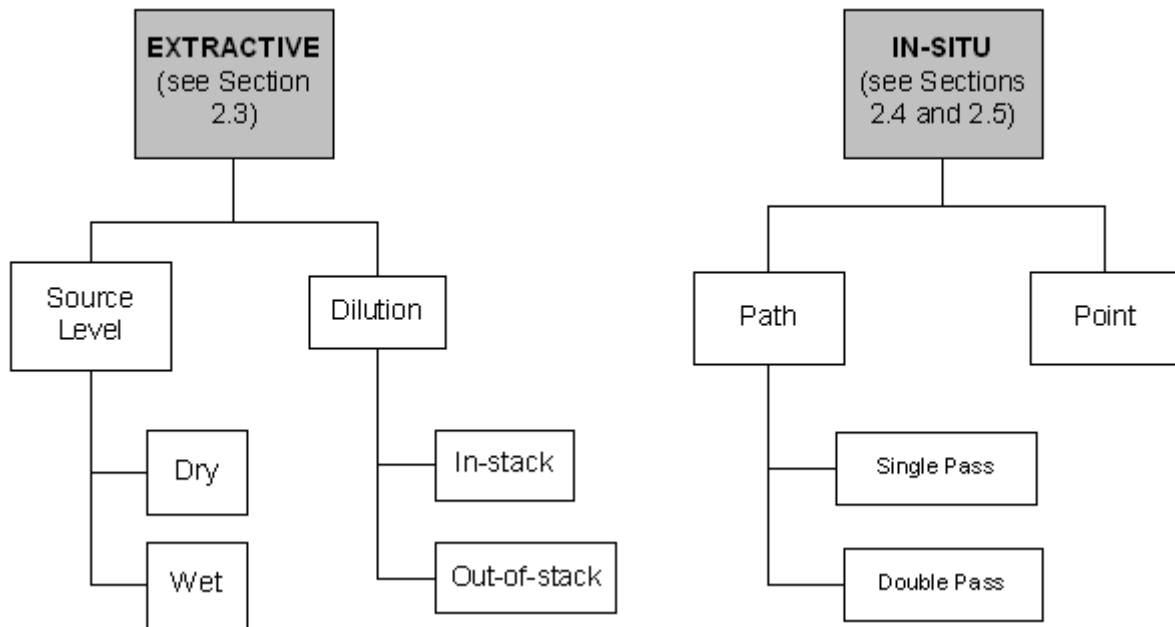 EXTRACTIVE
(see Section
2.3)
IN-SITU
(see Sections
2.4 and 2.5)
Source
Level
Dilution
Path
Point
Dry
In-stack
Single Pass
Wet
Out-of-stack
Double Pass